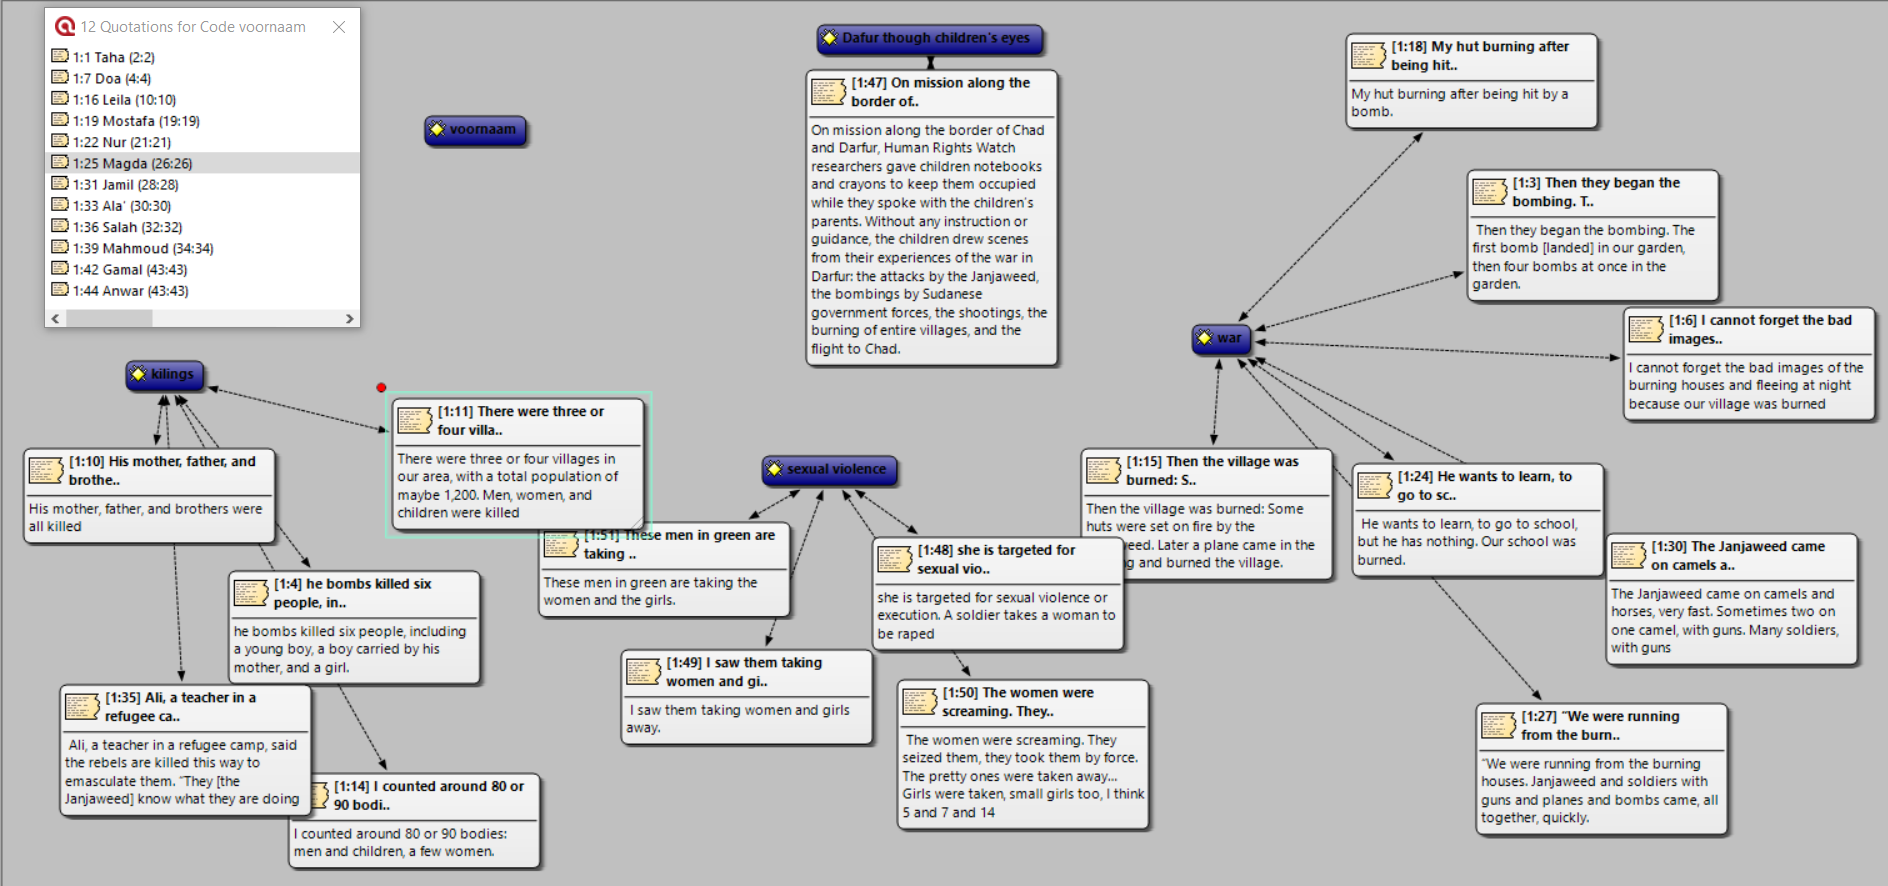 12 Quotations for Code voornaam
1:1 Taha (2:2)
1:7 Doa (4:4)
1:16 Leila (10:10)
1:19 Mostafa (19:19)
1:22 Nur (21:21)
1:25 Magda (26:26)
1:31 Jamil (28:28)
1:33 Ala' (30:30)
1:36 Salah (32:32)
1:39 Mahmoud (34:34)
1:42 Gamal (43:43)
1:44 Anwar (43:43)
voornaam
Dafur though children's eyes
[1:47] On mission along the
border of..
On mission along the border of Chad
and Darfur, Human Rights Watch
researchers gave children notebooks
and crayons to keep them occupied
while they spoke with the children's
parents. Without any instruction or
guidance, the children drew scenes
from their experiences of the war in
Darfur: the attacks by the Janjaweed,
the bombings by Sudanese
government forces, the shootings, the
burning of entire villages, and the
flight to Chad.
kilings
[1:11] There were three or
four villa..
There were three or four villages in
our area, with a total population of
maybe 1,200. Men, women, and
children were killed
[1:10] His mother, father, and
brothe..
His mother, father, and brothers were
all killed
[1:4] he bombs killed six
people, in..
he bombs killed six people, including
a young boy, a boy carried by his
mother, and a girl.
[1:35] Ali, a teacher in a
refugee ca..
Ali, a teacher in a refugee camp, said
the rebels are killed this way to
emasculate them. "They [the
Janjaweed] know what they are doing
[1:14] I counted around 80 or
90 bodi..
I counted around 80 or 90 bodies:
men and children, a few women.
sexual violence
[1:51] These men in green are
taking ..
These men in green are taking the
women and the girls.
[1:48] she is targeted for
sexual vio..
she is targeted for sexual violence or
execution. A soldier takes a woman to
be raped
[1:49] I saw them taking
women and gi..
I saw them taking women and girls
away.
[1:50] The women were
screaming. They..
The women were screaming. They
seized them, they took them by force.
The pretty ones were taken away...
Girls were taken, small girls too, I think
5 and 7 and 14
war
[1:18] My hut burning after
being hit..
My hut burning after being hit by a
bomb.
[1:3] Then they began the
bombing. T..
Then they began the bombing. The
first bomb [landed] in our garden,
then four bombs at once in the
garden.
[1:6] I cannot forget the bad
images..
I cannot forget the bad images of the
burning houses and fleeing at night
because our village was burned
[1:15] Then the village was
burned: S..
Then the village was burned: Some
huts were set on fire by the
eed. Later a plane came in the
g and burned the village.
[1:24] He wants to learn, to
go to sc..
He wants to learn, to go to school,
but he has nothing. Our school was
burned.
[1:30] The Janjaweed came
on camels a..
The Janjaweed came on camels and
horses, very fast. Sometimes two on
one camel, with guns. Many soldiers,
with guns
[1:27] "We were running
from the burn..
"We were running from the burning
houses. Janjaweed and soldiers with
guns and planes and bombs came, all
together, quickly.